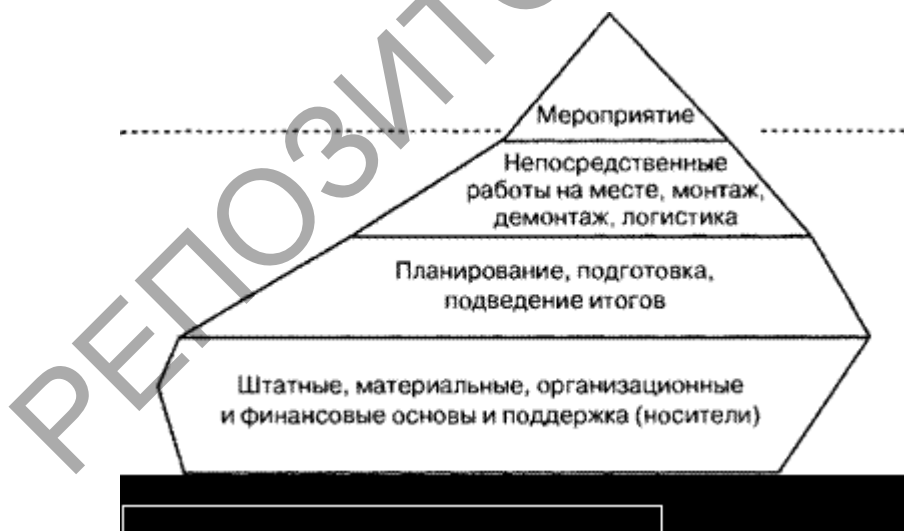 РЕПОЗИТО
Мероприятие
Непосредственные
работы на месте, монтаж,
демонтаж, логистика
Планирование, подготовка,
подведение итогов
Штатные, материальные, организационные
и финансовые основы и поддержка (носители)